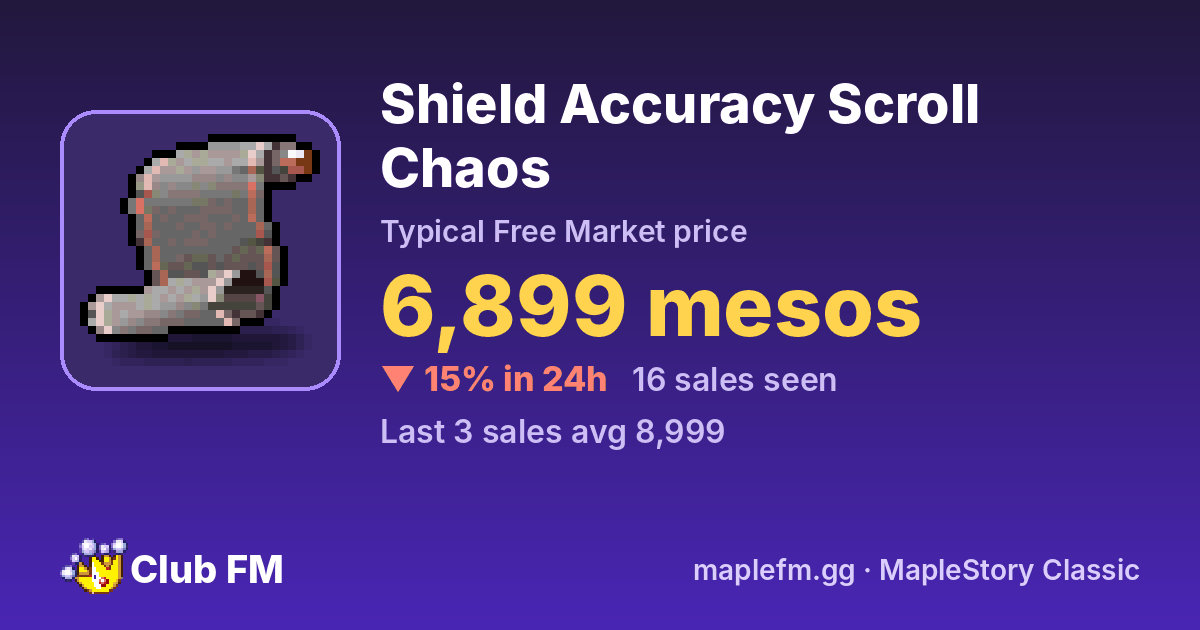 Shield Accuracy Scroll
Chaos
Typical Free Market price
6,899 mesos
▼ 15% in 24h 16 sales seen
Last 3 sales avg 8,999
Club FM
maplefm.gg · MapleStory Classic